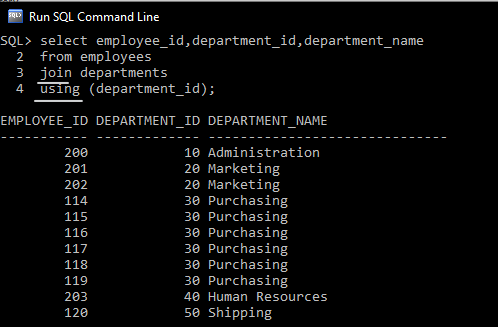 SQL> Run SQL Command Line
SQL> select employee_id,department_id,department_name
2 from employees
3 join departments
4 using (department_id);
EMPLOYEE_ID DEPARTMENT_ID DEPARTMENT_NAME
----------- ------------- ------------------------------
200 10 Administration
201 20 Marketing
202 20 Marketing
114 30 Purchasing
115 30 Purchasing
116 30 Purchasing
117 30 Purchasing
118 30 Purchasing
119 30 Purchasing
203 40 Human Resources
120 50 Shipping